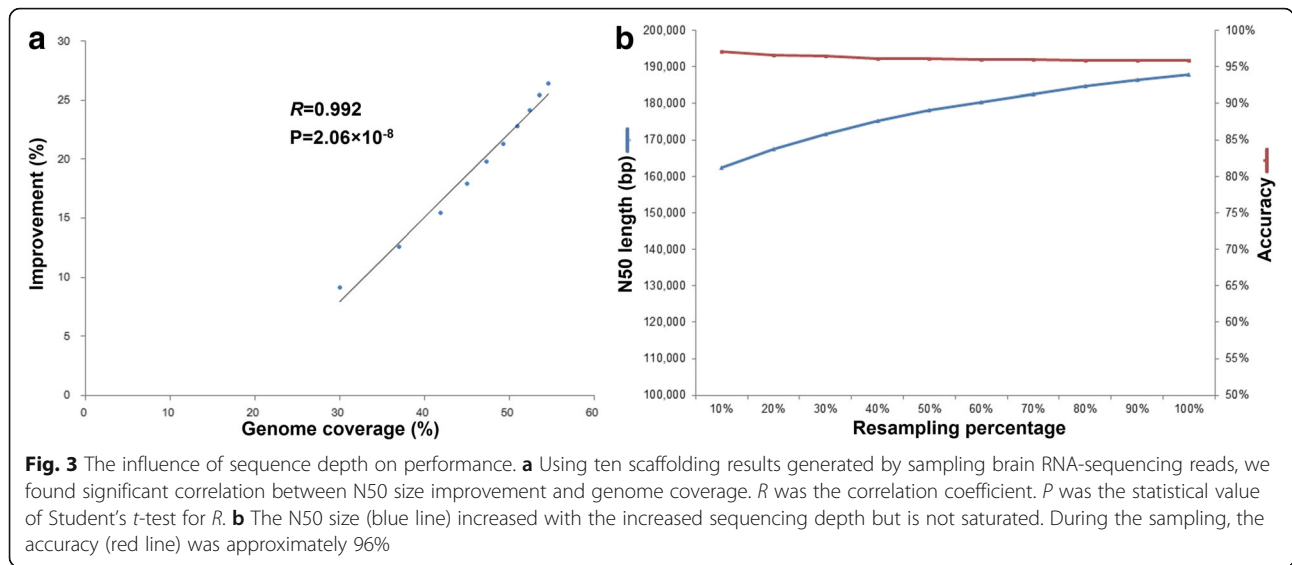 a
30
25
20
15
10
5
0
Improvement (%)
R=0.992
P=2.06×10-8
0 10 20 30 40 50 60
Genome coverage (%)
b
200,000
190,000
180,000
170,000
160,000
150,000
140,000
130,000
120,000
110,000
100,000
N50 length (bp)
100%
95%
90%
85%
80%
75%
70%
65%
60%
55%
50%
Accuracy
10% 20% 30% 40% 50% 60% 70% 80% 90% 100%
Resampling percentage
Fig. 3 The influence of sequence depth on performance. a Using ten scaffolding results generated by sampling brain RNA-sequencing reads, we
found significant correlation between N50 size improvement and genome coverage. R was the correlation coefficient. P was the statistical value
of Student's t-test for R. b The N50 size (blue line) increased with the increased sequencing depth but is not saturated. During the sampling, the
accuracy (red line) was approximately 96%